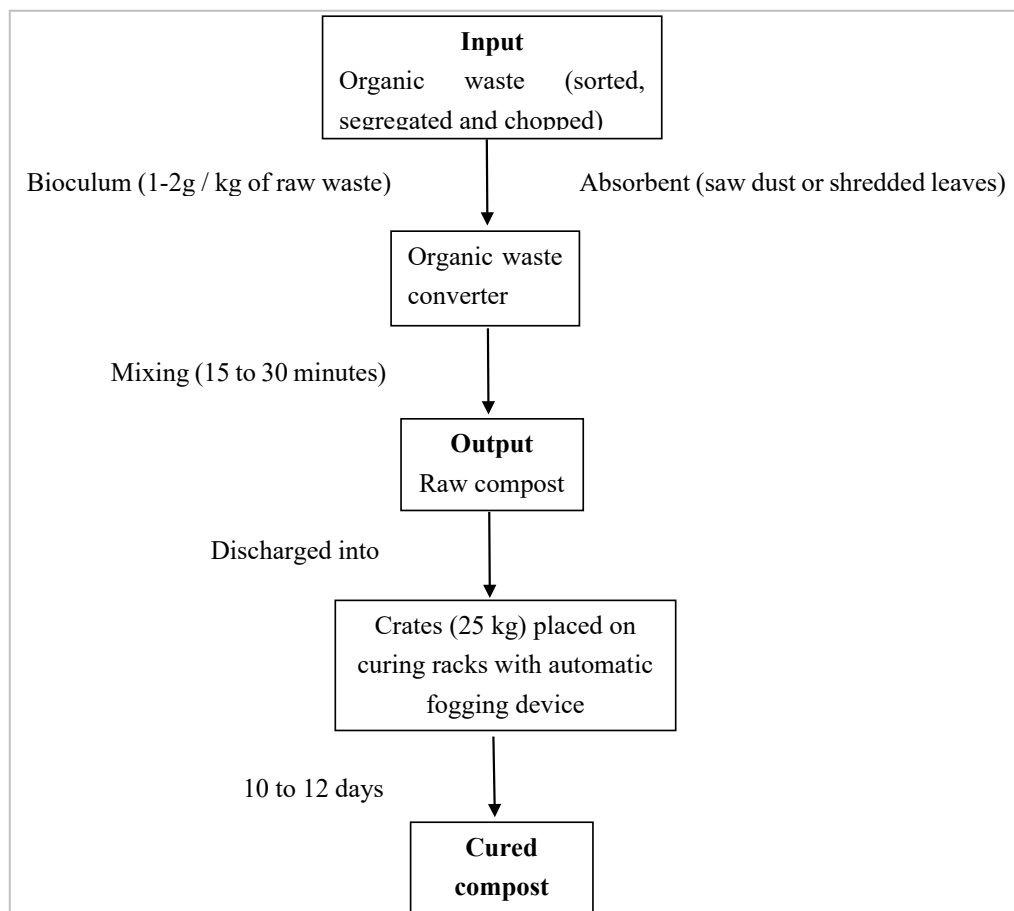 Input
Organic waste (sorted,
segregated and chopped)
Bioculum (1-2g / kg of raw waste)
Absorbent (saw dust or shredded leaves)
Organic waste
converter
Mixing (15 to 30 minutes)
Output
Raw compost
Discharged into
Crates (25 kg) placed on
curing racks with automatic
fogging device
10 to 12 days
Cured
compost